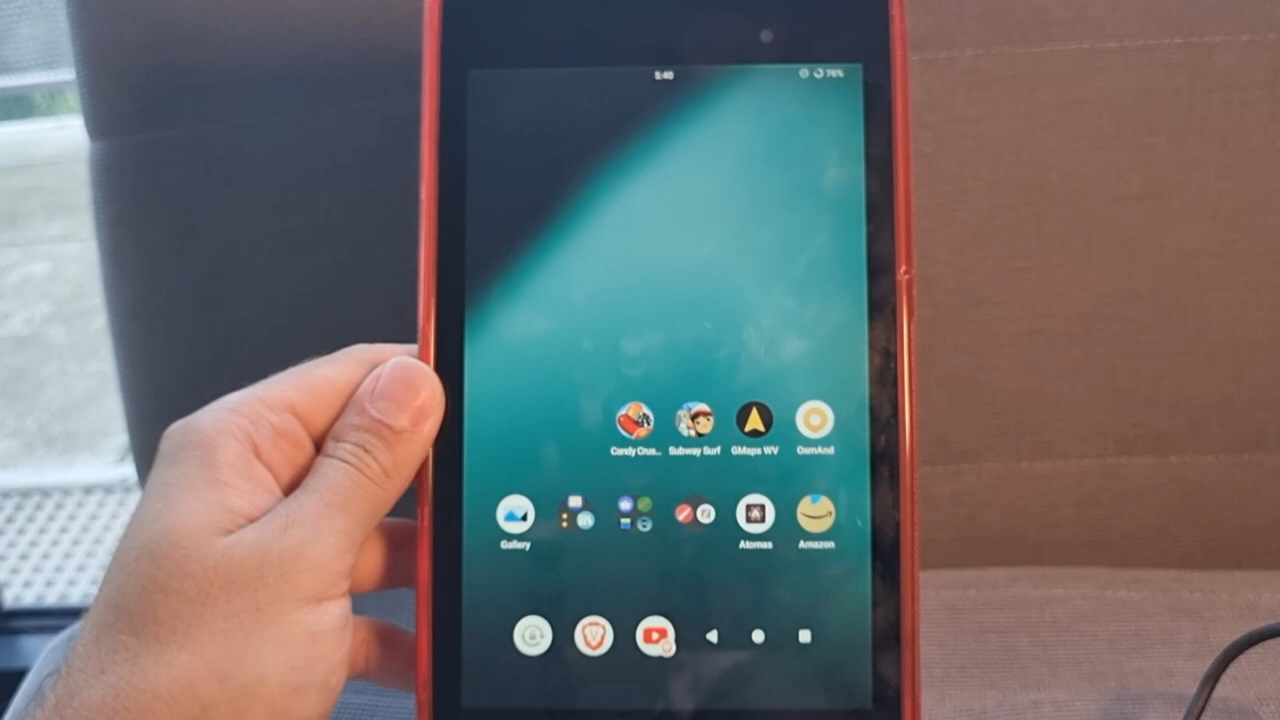 5:40
76%
Candy Crus…
Subway Surf
GMaps WV
OsmAnd
Gallery
Atomas
Amazon